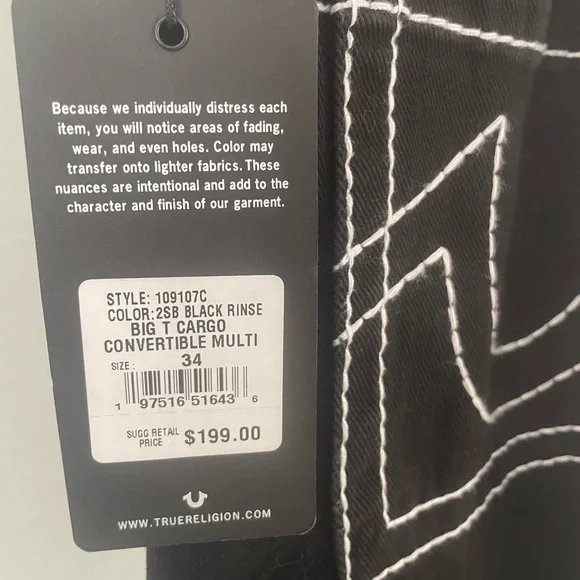 Because we individually distress each
item, you will notice areas of fading,
wear, and even holes. Color may
transfer onto lighter fabrics. These
nuances are intentional and add to the
character and finish of our garment.
STYLE: 109107C
COLOR:2SB BLACK RINSE
BIG T CARGO
CONVERTIBLE MULTI
SIZE: 34
1 97516 51643 6
SUGG RETAIL PRICE $199.00
WWW.TRUERELIGION.COM